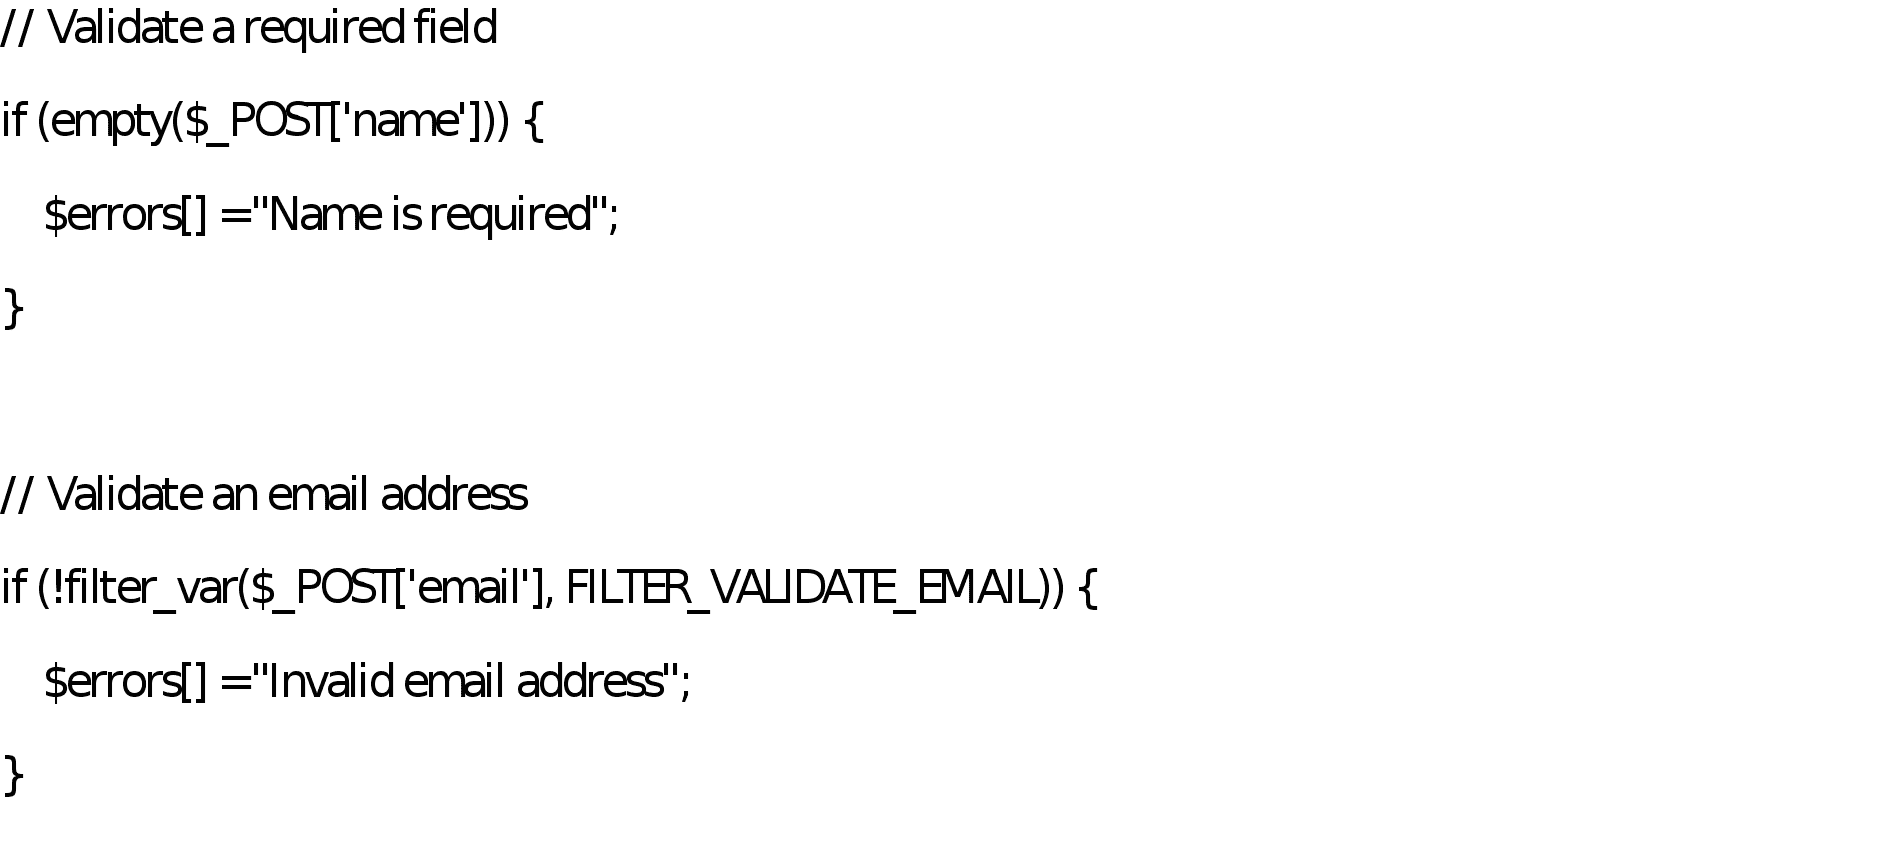 // Validate a required field
if (empty($_POST['name'])) {
    $errors[] ="Name is required";
}
// Validate an email address
if (!filter_var($_POST['email'], FILTER_VALIDATE_EMAIL)) {
    $errors[] ="Invalid email address";
}